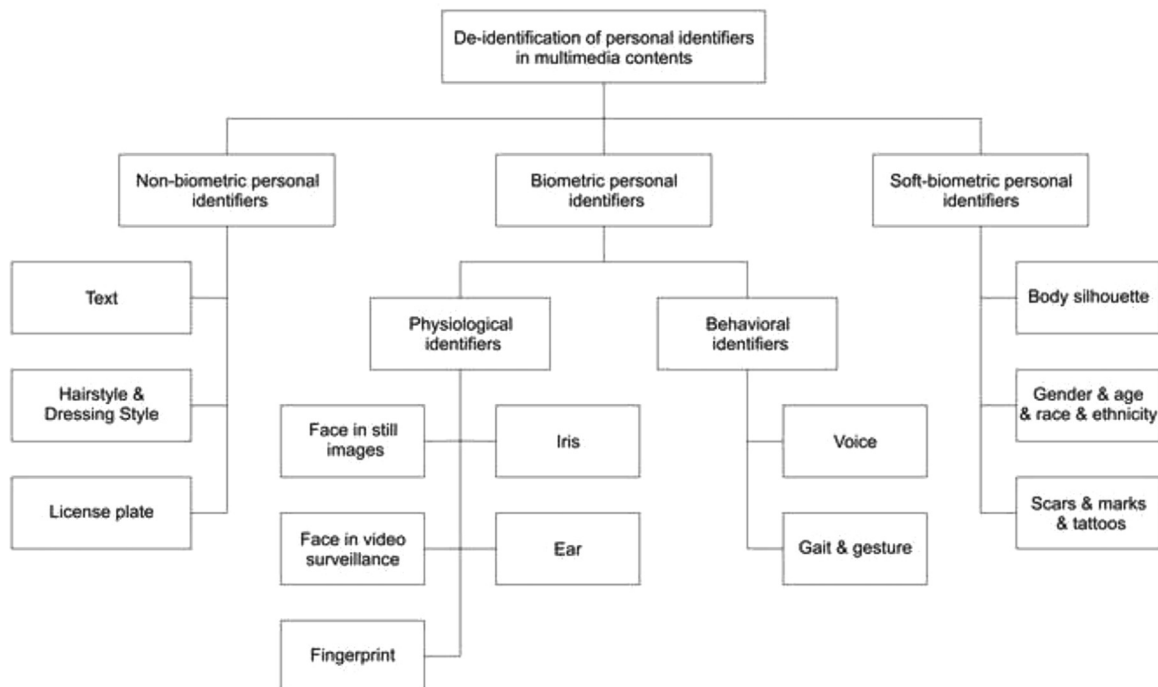 De-identification of personal identifiers
in multimedia contents
Non-biometric personal
identifiers
Biometric personal
identifiers
Soft-biometric personal
identifiers
Text
Hairstyle &
Dressing Style
License plate
Physiological
identifiers
Face in still
images
Iris
Face in video
surveillance
Ear
Fingerprint
Behavioral
identifiers
Voice
Gait & gesture
Body silhouette
Gender & age
& race & ethnicity
Scars & marks
& tattoos